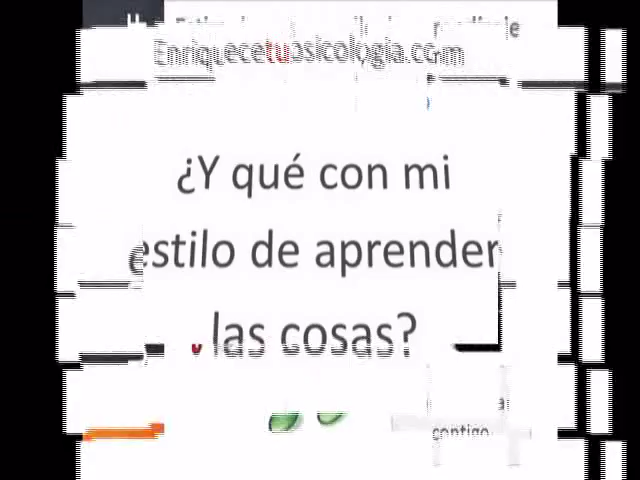 Enriquecetupsicologia.com
¿Y qué con mi
estilo de aprender
las cosas?
contigo